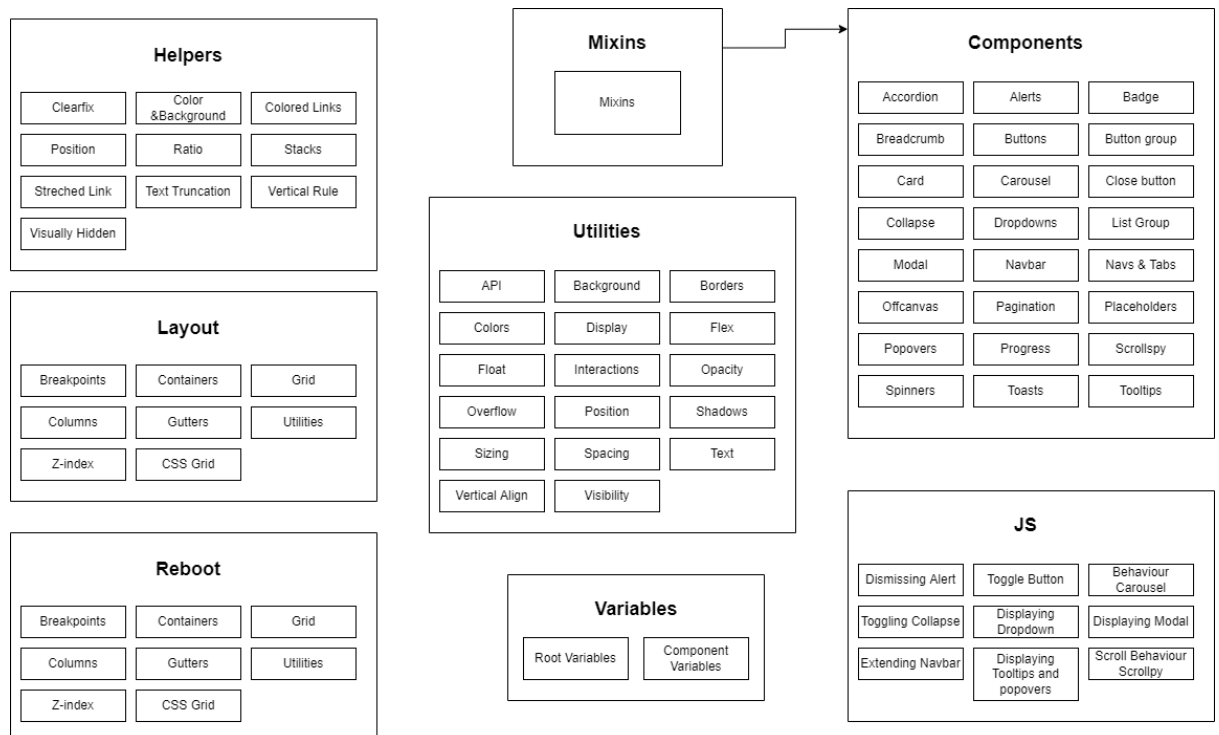 Helpers
Clearfix
Color
&Background
Colored Links
Position
Ratio
Stacks
Streched Link
Text Truncation
Vertical Rule
Visually Hidden
Layout
Breakpoints
Containers
Grid
Columns
Gutters
Utilities
Z-index
CSS Grid
Reboot
Breakpoints
Containers
Grid
Columns
Gutters
Utilities
Z-index
CSS Grid
Mixins
Mixins
Utilities
API
Background
Borders
Colors
Display
Flex
Float
Interactions
Opacity
Overflow
Position
Shadows
Sizing
Spacing
Text
Vertical Align
Visibility
Variables
Root Variables
Component
Variables
Components
Accordion
Alerts
Badge
Breadcrumb
Buttons
Button group
Card
Carousel
Close button
Collapse
Dropdowns
List Group
Modal
Navbar
Navs & Tabs
Offcanvas
Pagination
Placeholders
Popovers
Progress
Scrollspy
Spinners
Toasts
Tooltips
JS
Dismissing Alert
Toggle Button
Behaviour
Carousel
Toggling Collapse
Displaying
Dropdown
Displaying Modal
Extending Navbar
Displaying
Tooltips and
popovers
Scroll Behaviour
Scrollpy